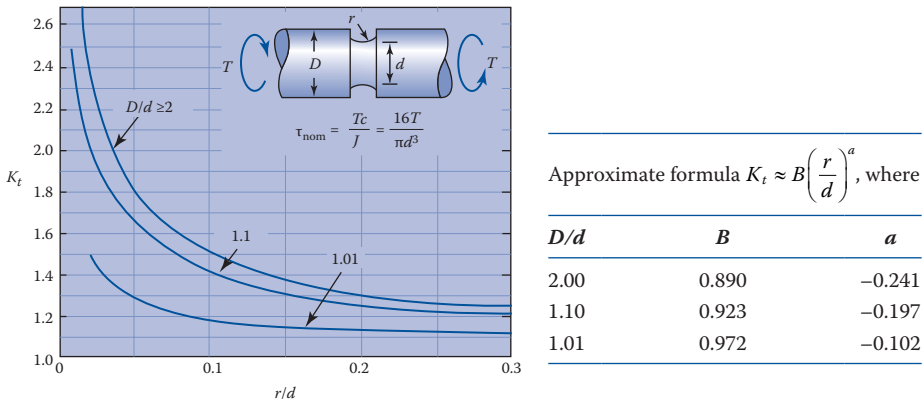 2.6
2.4
2.2
2.0
1.8
1.6
1.4
1.2
1.0
K_t
0
0.1
0.2
0.3
r/d
D/d ≥2
1.1
1.01
r
T
D
d
T
τ_nom = Tc/J = 16T/πd³
Approximate formula K_t ≈ B(r/d)^a, where
D/d B a
2.00 0.890 −0.241
1.10 0.923 −0.197
1.01 0.972 −0.102